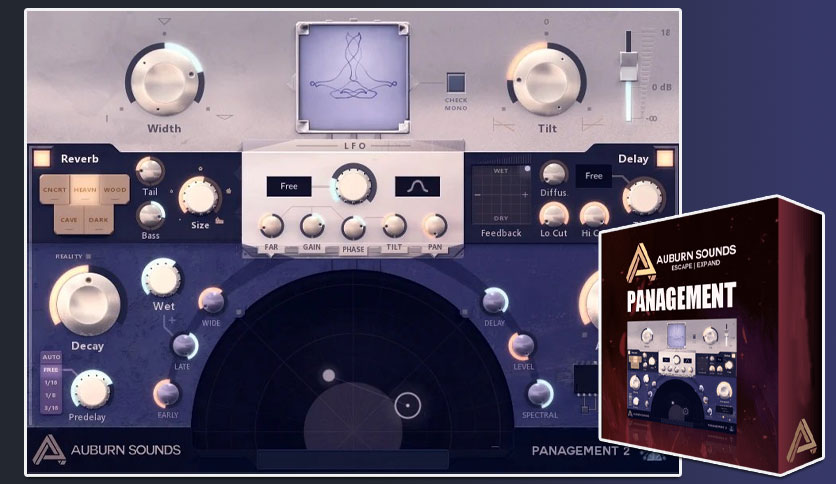 18
0
CHECK
MONO
0 dB
-∞
Width
Tilt
LFO
Reverb
Delay
CNCRT
HEAVN
WOOD
CAVE
DARK
Tail
Bass
Size
Free
FAR
GAIN
PHASE
TILT
PAN
WET
DRY
Feedback
Diffus.
Free
Lo Cut
Hi C
REALITY
Decay
Wet
WIDE
LATE
EARLY
AUTO
FREE
1/16
1/8
3/16
Predelay
DELAY
LEVEL
SPECTRAL
AUBURN SOUNDS
PANAGEMENT 2
AUBURN SOUNDS
ESCAPE | EXPAND
PANAGEMENT